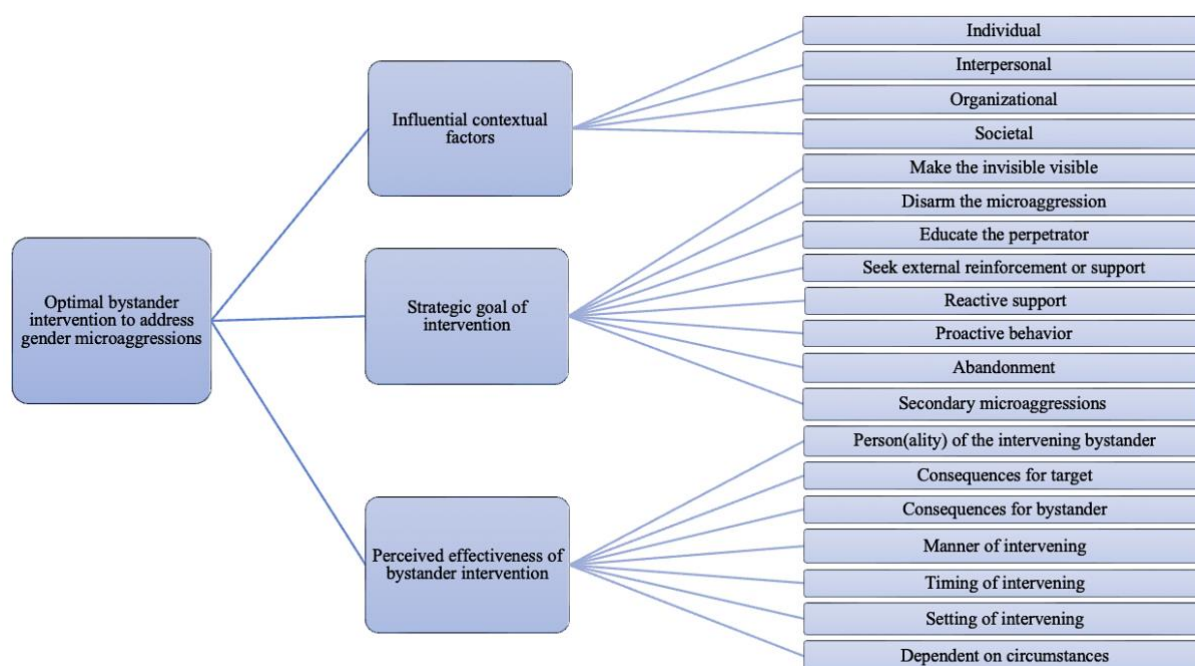 Optimal bystander
intervention to address
gender microaggressions
Influential contextual
factors
Individual
Interpersonal
Organizational
Societal
Strategic goal of
intervention
Make the invisible visible
Disarm the microaggression
Educate the perpetrator
Seek external reinforcement or support
Reactive support
Proactive behavior
Abandonment
Secondary microaggressions
Perceived effectiveness of
bystander intervention
Person(ality) of the intervening bystander
Consequences for target
Consequences for bystander
Manner of intervening
Timing of intervening
Setting of intervening
Dependent on circumstances